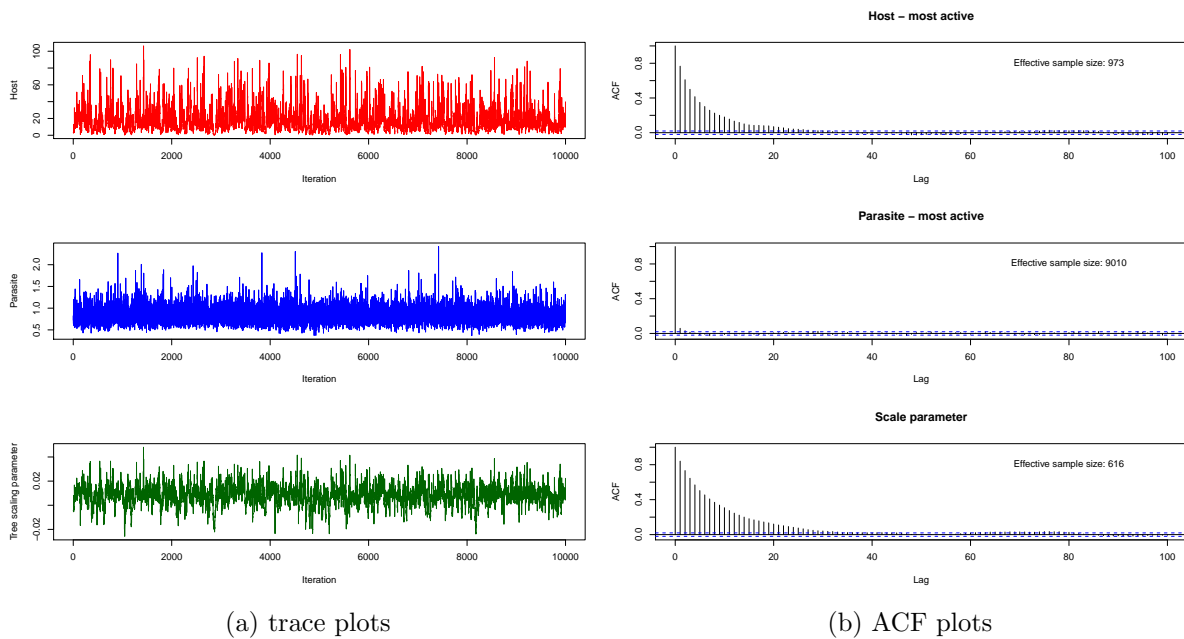 Host
0 20 60 100
0 2000 4000 6000 8000 10000
Iteration
Parasite
0.5 1.0 1.5 2.0
0 2000 4000 6000 8000 10000
Iteration
Tree scaling parameter
−0.02 0.02
0 2000 4000 6000 8000 10000
Iteration
(a) trace plots
Host − most active
Effective sample size: 973
ACF
0.0 0.4 0.8
0 20 40 60 80 100
Lag
Parasite − most active
Effective sample size: 9010
ACF
0.0 0.4 0.8
0 20 40 60 80 100
Lag
Scale parameter
Effective sample size: 616
ACF
0.0 0.4 0.8
0 20 40 60 80 100
Lag
(b) ACF plots